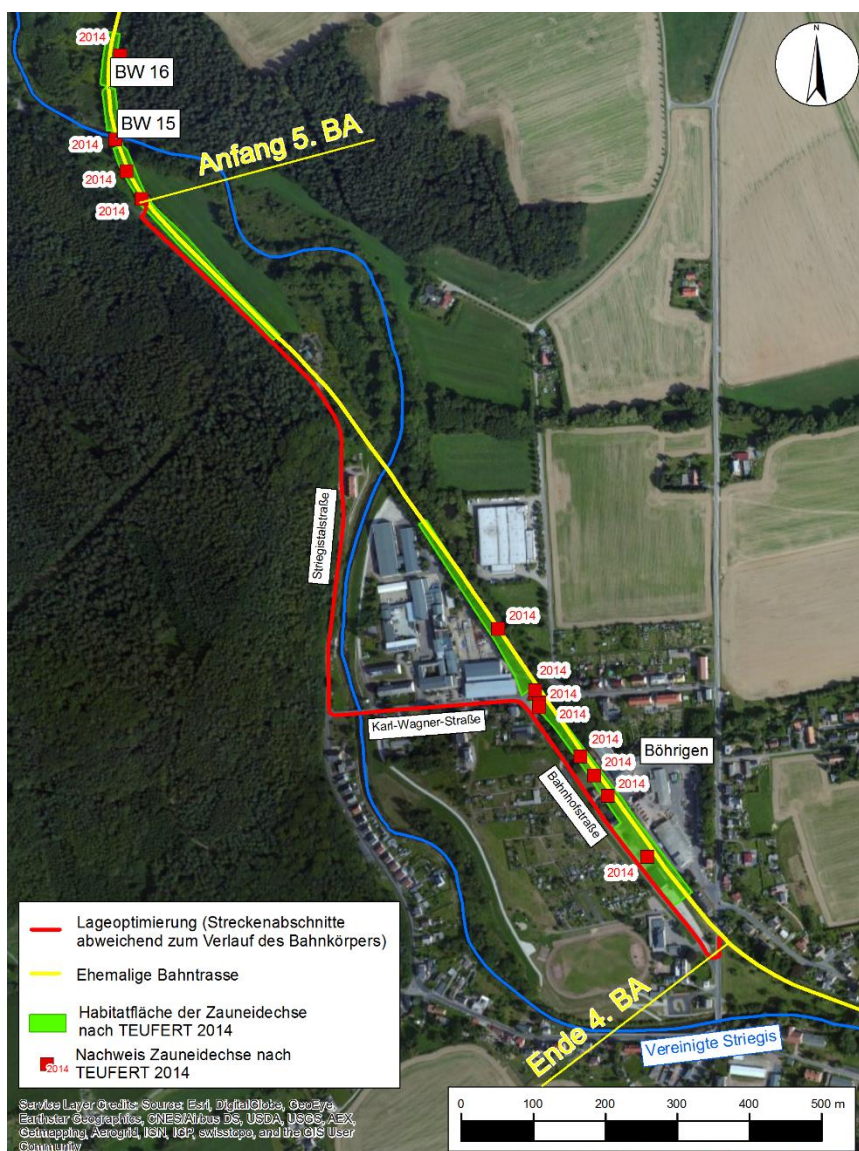 N
2014
BW 16
BW 15
2014
Anfang 5. BA
2014
2014
Striegistalstraße
2014
2014
2014
Karl-Wagner-Straße
2014
Böhrigen
2014
2014
Bahnhofstraße
2014
Ende 4. BA
Vereinigte Striegis
Lageoptimierung (Streckenabschnitte
abweichend zum Verlauf des Bahnkörpers)
Ehemalige Bahntrasse
Habitatfläche der Zauneidechse
nach TEUFERT 2014
Nachweis Zauneidechse nach
2014 TEUFERT 2014
Service Layer Credits: Source: Esri, DigitalGlobe, GeoEye,
Earthstar Geographics, CNES/Airbus DS, USDA, USGS, AEX,
Getmapping, Aerogrid, IGN, IGP, swisstopo, and the GIS User
Community
0 100 200 300 400 500 m